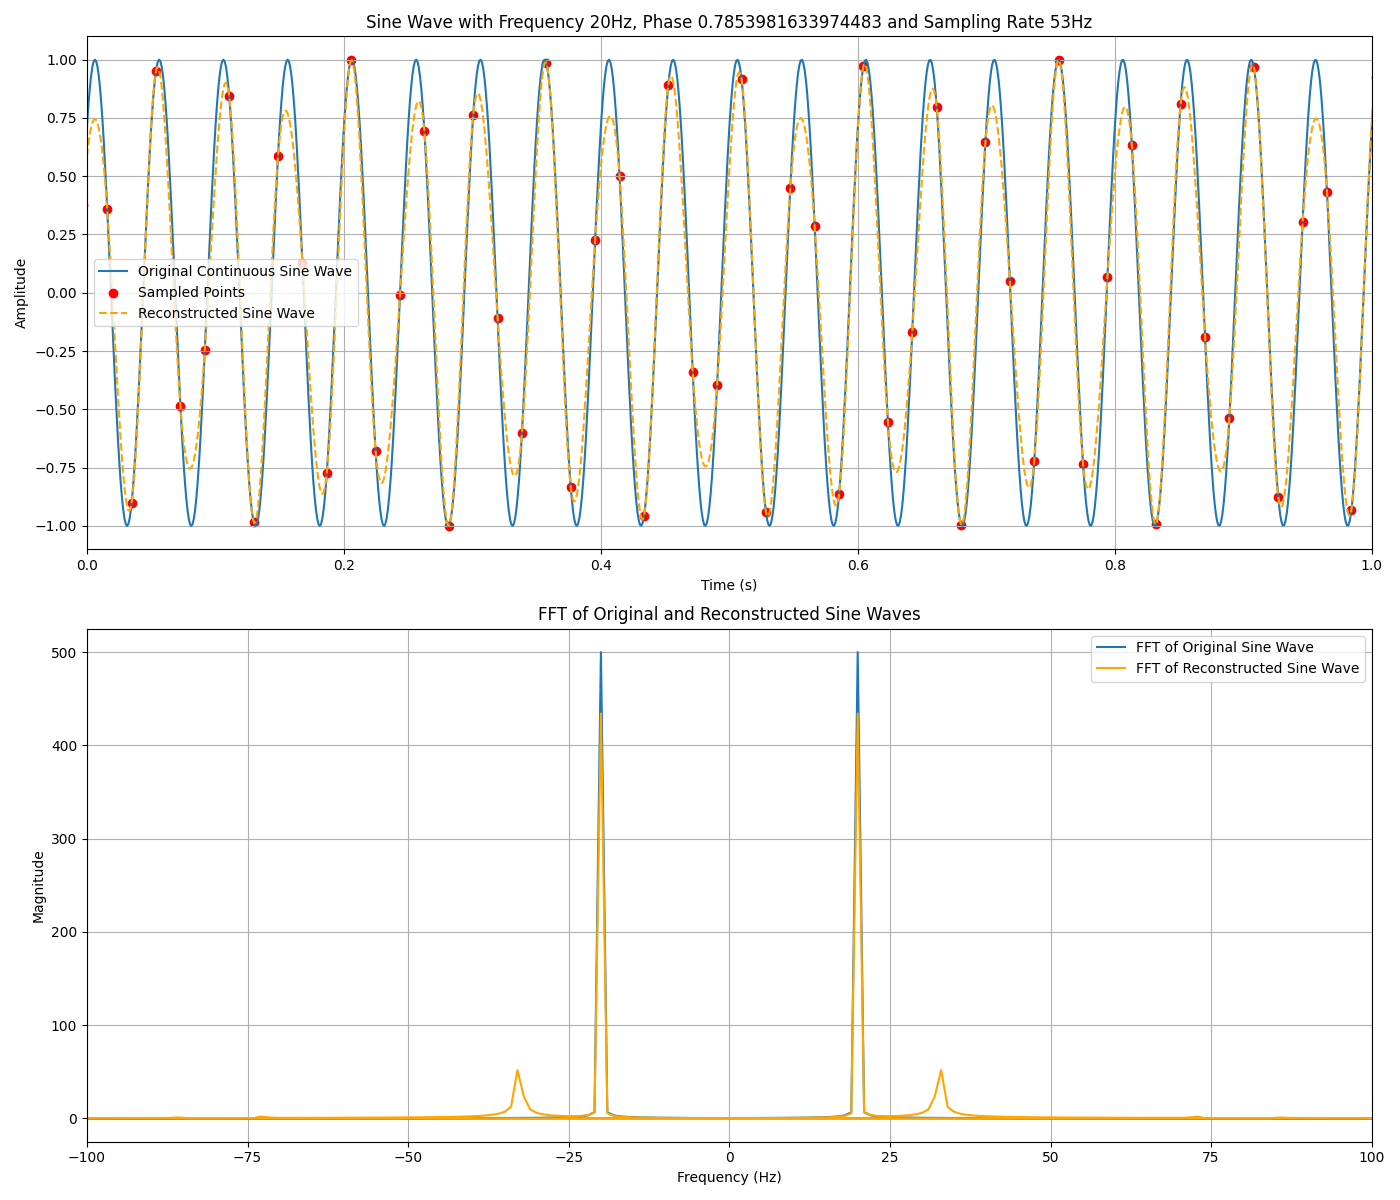 Sine Wave with Frequency 20Hz, Phase 0.7853981633974483 and Sampling Rate 53Hz
1.00
0.75
0.50
0.25
0.00
−0.25
−0.50
−0.75
−1.00
Amplitude
Original Continuous Sine Wave
Sampled Points
Reconstructed Sine Wave
0.0 0.2 0.4 0.6 0.8 1.0
Time (s)
FFT of Original and Reconstructed Sine Waves
500
400
300
200
100
0
Magnitude
FFT of Original Sine Wave
FFT of Reconstructed Sine Wave
−100 −75 −50 −25 0 25 50 75 100
Frequency (Hz)